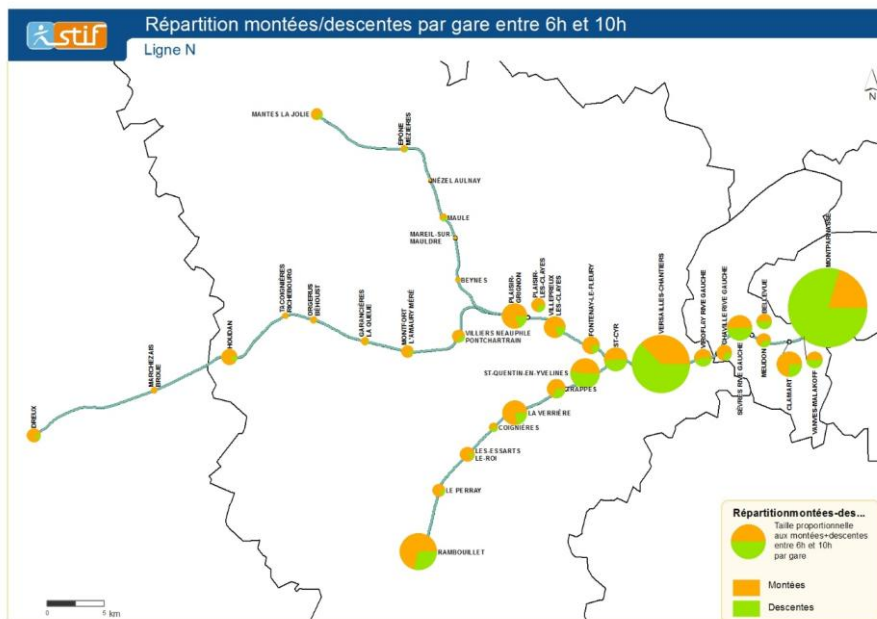 stif
Répartition montées/descentes par gare entre 6h et 10h
Ligne N
N
MANTES LA JOLIE
EPÔNE
MEZIERES
NÉZEL AULNAY
MAULE
MAREIL-SUR
MAULDRE
BEYNES
PLAISIR-
GRIGNON
PLAISIR-
LES-CLAYES
VILLEPREUX
LES-CLAYES
FONTENAY-LE-FLEURY
ST-CYR
VERSAILLES-CHANTIERS
VIROFLAY RIVE GAUCHE
CHAVILLE RIVE GAUCHE
SÈVRES RIVE GAUCHE
BELLEVUE
MEUDON
CLAMART
VANVES-MALAKOFF
MONTPARNASSE
TACOIGNIÈRES
RICHEBOURG
ORGERUS
BÉHOUST
GARANCIÈRES
LA QUEUE
MONTFORT
L'AMAURY MÉRÉ
VILLIERS NEAUPHLE
PONTCHARTRAIN
HOUDAN
MARCHEZAIS
BROUE
DREUX
ST-QUENTIN-EN-YVELINES
TRAPPES
LA VERRIÈRE
COIGNIÈRES
LES-ESSARTS
LE-ROI
LE PERRAY
RAMBOUILLET
Répartitionmontées-des...
Taille proportionnelle
aux montées+descentes
entre 6h et 10h
par gare
Montées
Descentes
0 5 km